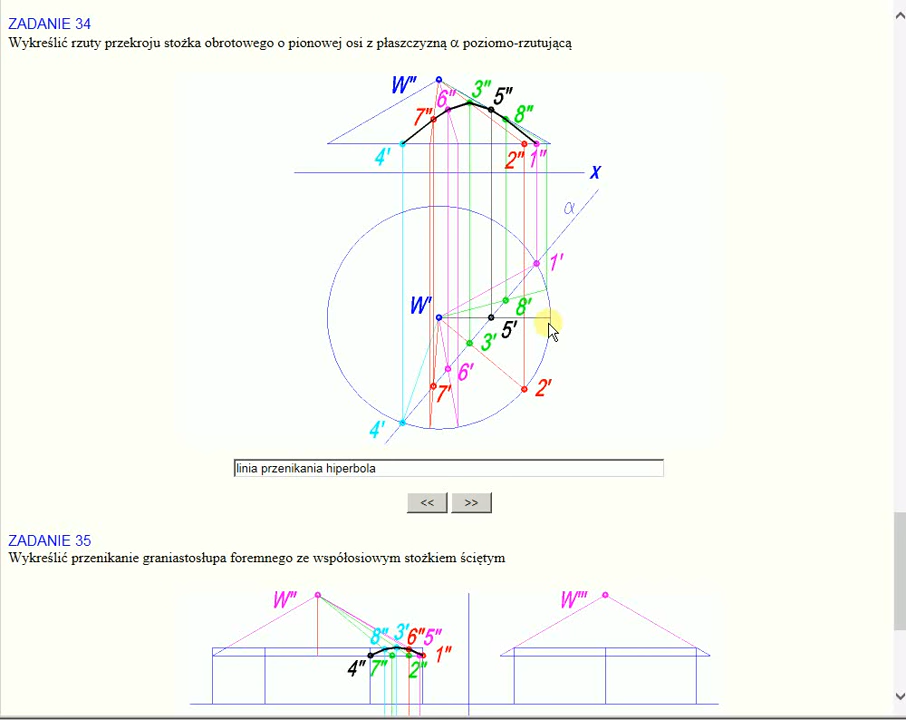 ZADANIE 34
Wykreślić rzuty przekroju stożka obrotowego o pionowej osi z płaszczyzną α poziomo-rzutującą
W"
6"
3"
5"
7"
8"
4'
2"
1"
x
α
1'
W'
8'
5'
3'
6'
7'
2'
4'
linia przenikania hiperbola
<< >>
ZADANIE 35
Wykreślić przenikanie graniastosłupa foremnego ze współosiowym stożkiem ściętym
W" W'"
8" 3' 6" 5"
4" 7" 2" 1"